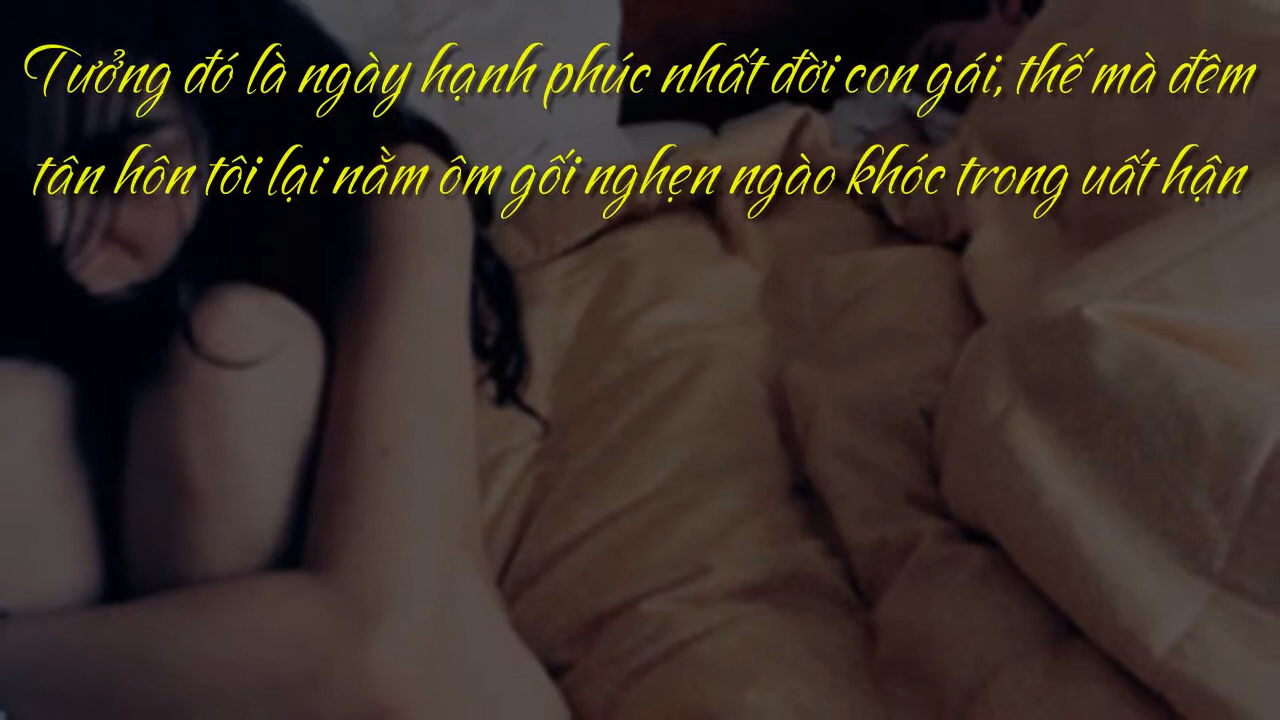 Tưởng đó là ngày hạnh phúc nhất đời con gái, thế mà đêm
tân hôn tôi lại nằm ôm gối nghẹn ngào khóc trong uất hận